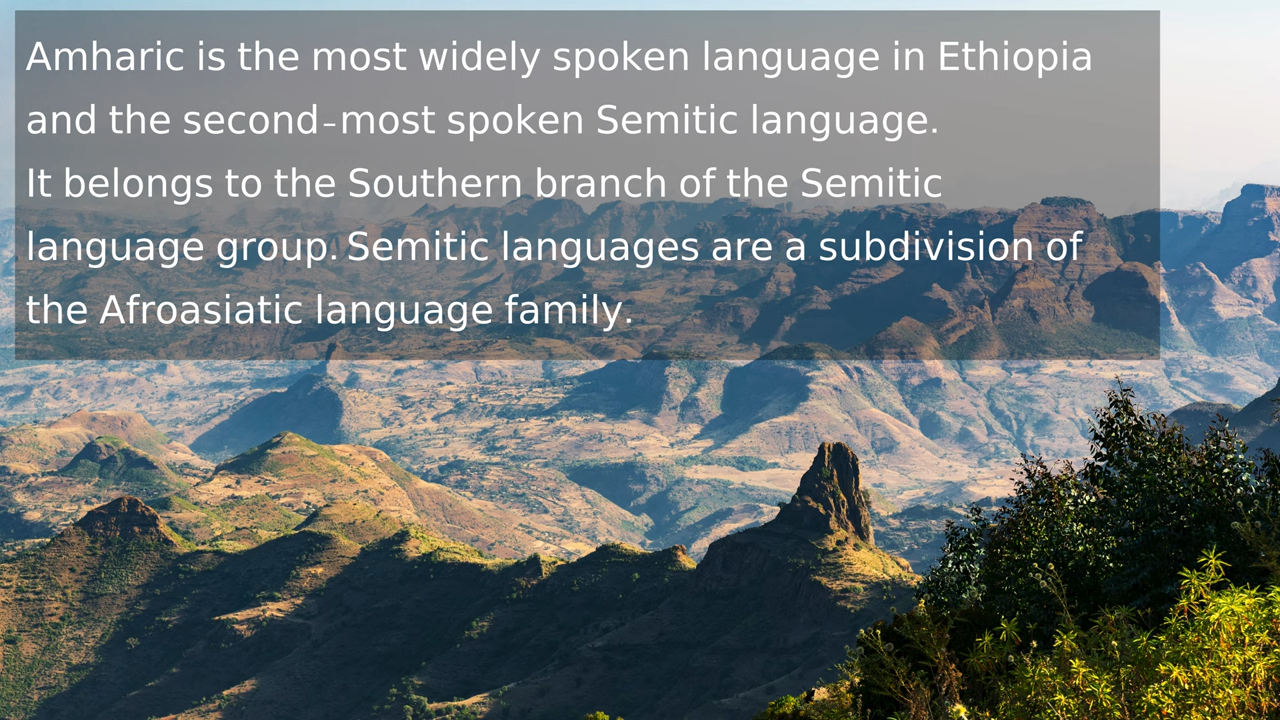 Amharic is the most widely spoken language in Ethiopia
and the second-most spoken Semitic language.
It belongs to the Southern branch of the Semitic
language group. Semitic languages are a subdivision of
the Afroasiatic language family.